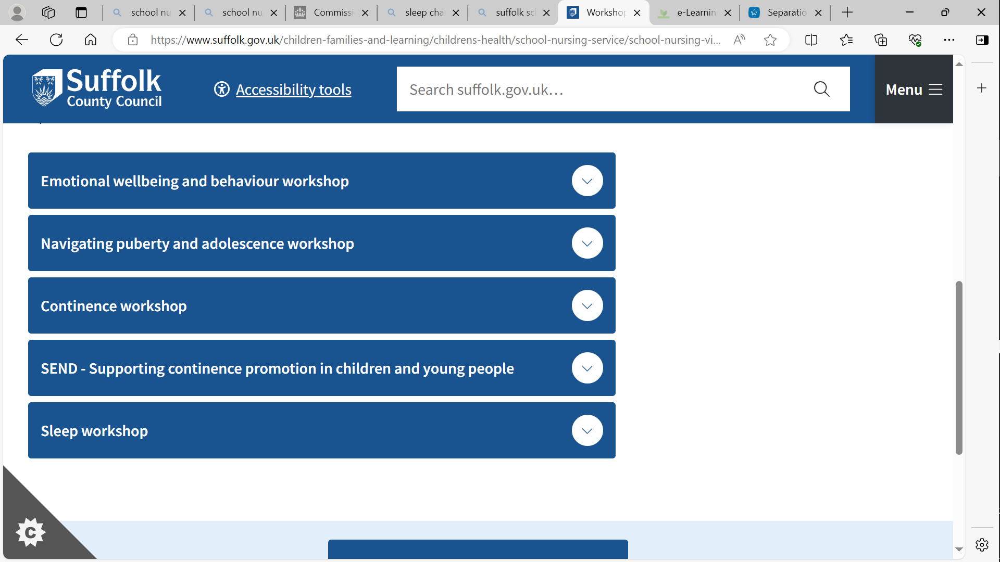 school nu
school nu
Commissi
sleep cha
suffolk sc
Workshop
e-Learnin
Separatio
https://www.suffolk.gov.uk/children-families-and-learning/childrens-health/school-nursing-service/school-nursing-vi...
Suffolk
County Council
Accessibility tools
Search suffolk.gov.uk...
Menu
Emotional wellbeing and behaviour workshop
Navigating puberty and adolescence workshop
Continence workshop
SEND - Supporting continence promotion in children and young people
Sleep workshop
C